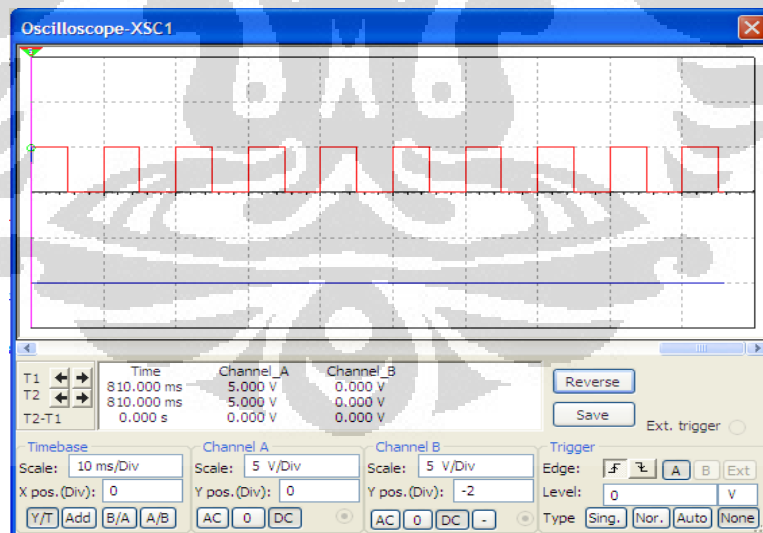 Oscilloscope-XSC1
Time Channel_A Channel_B
T1 810.000 ms 5.000 V 0.000 V
T2 810.000 ms 5.000 V 0.000 V
T2-T1 0.000 s 0.000 V 0.000 V
Reverse
Save
Ext. trigger
Timebase Channel A Channel B Trigger
Scale: 10 ms/Div Scale: 5 V/Div Scale: 5 V/Div Edge: A B Ext
X pos.(Div): 0 Y pos.(Div): 0 Y pos.(Div): -2 Level: 0 V
Y/T Add B/A A/B AC 0 DC AC 0 DC - Type Sing. Nor. Auto None